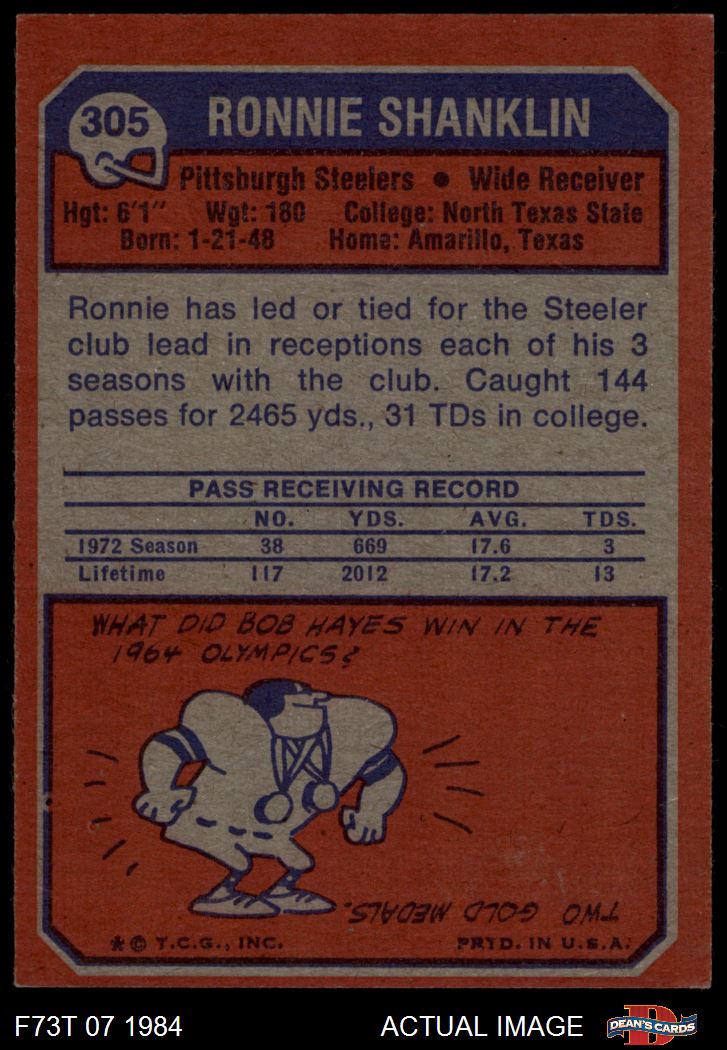 305 RONNIE SHANKLIN
Pittsburgh Steelers ● Wide Receiver
Hgt: 6'1" Wgt: 180 College: North Texas State
Born: 1-21-48 Home: Amarillo, Texas
Ronnie has led or tied for the Steeler
club lead in receptions each of his 3
seasons with the club. Caught 144
passes for 2465 yds., 31 TDs in college.
PASS RECEIVING RECORD
NO. YDS. AVG. TDS.
1972 Season 38 669 17.6 3
Lifetime 117 2012 17.2 13
WHAT DID BOB HAYES WIN IN THE
1964 OLYMPICS?
TWO GOLD MEDALS.
* © T.C.G., INC. PRTD. IN U.S.A.
F73T 07 1984 ACTUAL IMAGE
D
DEAN'S CARDS